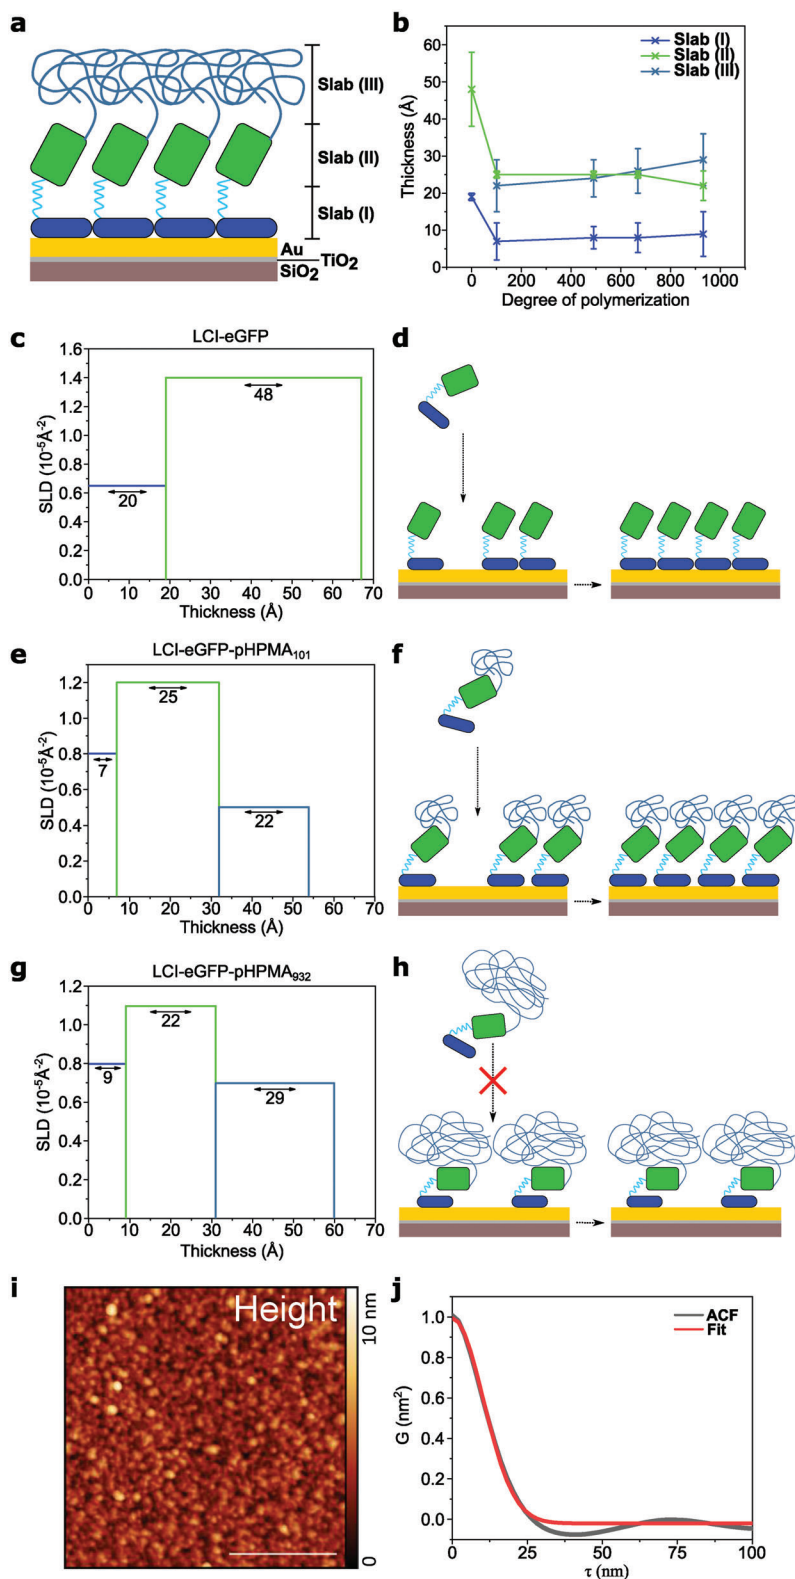 a
Slab (III)
Slab (II)
Slab (I)
Au
TiO₂
SiO₂
b
Slab (I)
Slab (II)
Slab (III)
Thickness (Å)
60
50
40
30
20
10
0
0
200
400
600
800
1000
Degree of polymerization
c
LCI-eGFP
SLD (10⁻⁵Å⁻²)
1.6
1.4
1.2
1.0
0.8
0.6
0.4
0.2
0.0
48
20
0 10 20 30 40 50 60 70
Thickness (Å)
d
e
LCI-eGFP-pHPMA₁₀₁
SLD (10⁻⁵Å⁻²)
1.2
1.0
0.8
0.6
0.4
0.2
0.0
25
7
22
0 10 20 30 40 50 60 70
Thickness (Å)
f
g
LCI-eGFP-pHPMA₉₃₂
SLD (10⁻⁵Å⁻²)
1.2
1.0
0.8
0.6
0.4
0.2
0.0
22
9
29
0 10 20 30 40 50 60 70
Thickness (Å)
h
i
Height
10 nm
0
j
ACF
Fit
G (nm²)
1.0
0.8
0.6
0.4
0.2
0.0
0 25 50 75 100
τ (nm)